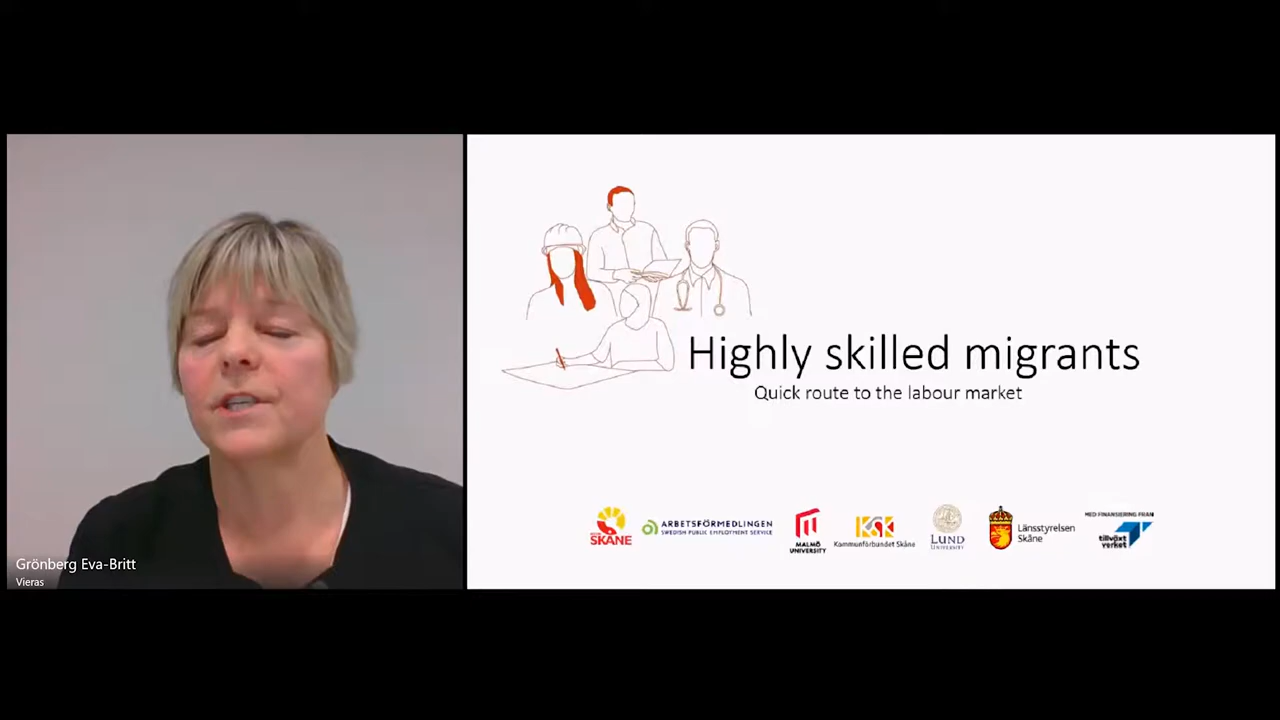 Highly skilled migrants
Quick route to the labour market
SKÅNE
ARBETSFÖRMEDLINGEN
SWEDISH PUBLIC EMPLOYMENT SERVICE
MALMÖ
UNIVERSITY
Kommunförbundet Skåne
LUND
UNIVERSITY
Länsstyrelsen
Skåne
MED FINANSIERING FRÅN
tillväxt
verket
Grönberg Eva-Britt
Vieras